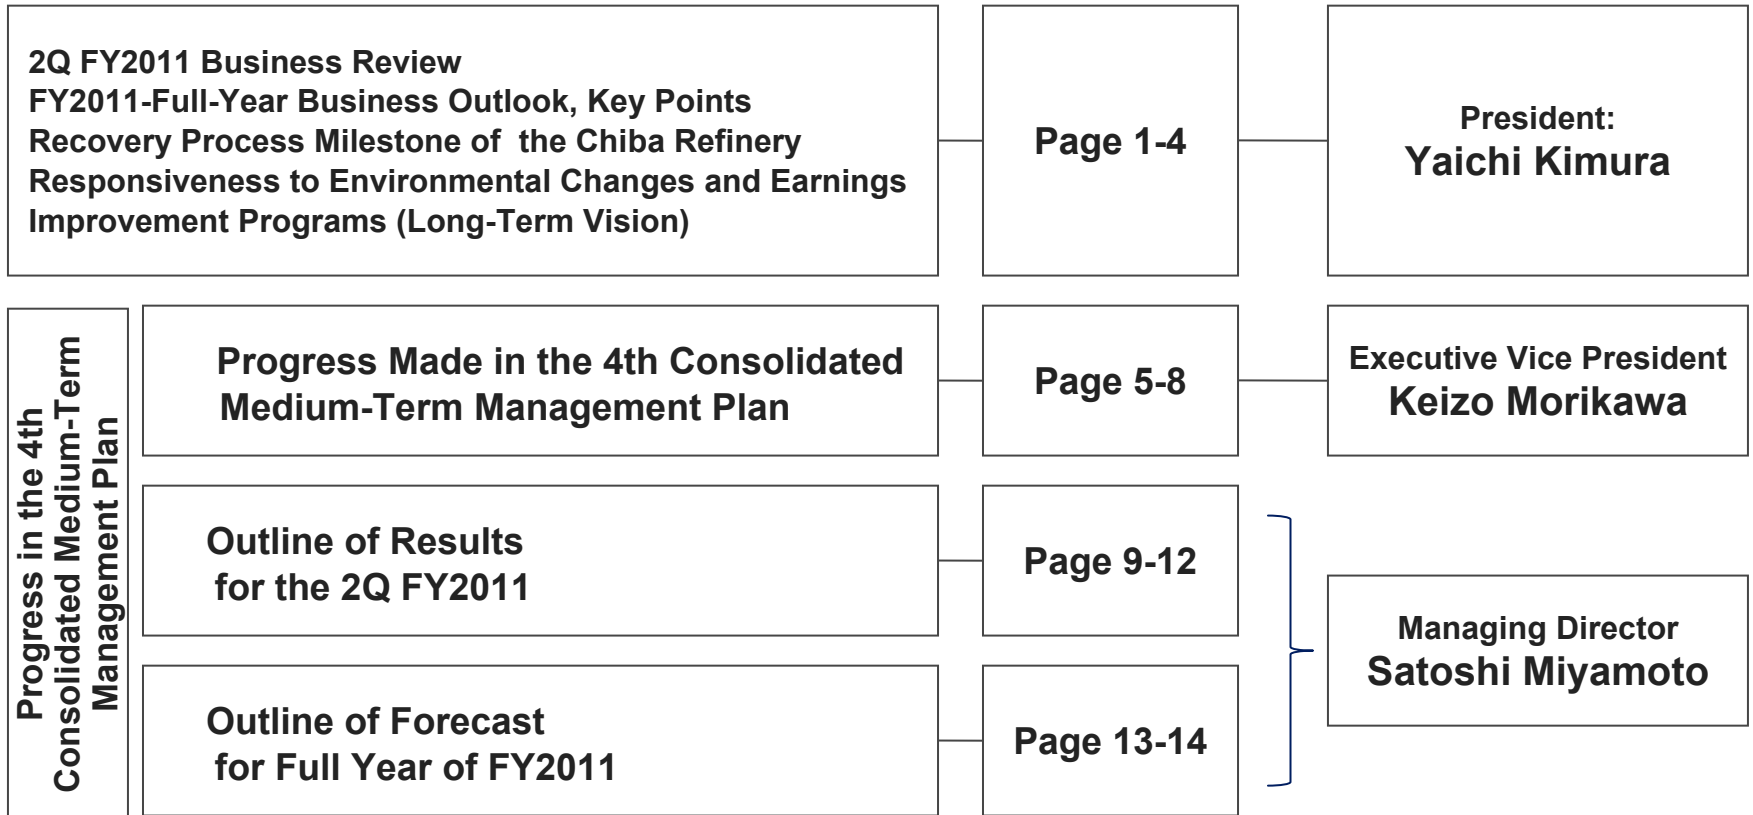 2Q FY2011 Business Review
FY2011-Full-Year Business Outlook, Key Points
Recovery Process Milestone of the Chiba Refinery
Responsiveness to Environmental Changes and Earnings
Improvement Programs (Long-Term Vision)
Page 1-4
President:
Yaichi Kimura
Progress in the 4th
Consolidated Medium-Term
Management Plan
Progress Made in the 4th Consolidated
Medium-Term Management Plan
Page 5-8
Executive Vice President
Keizo Morikawa
Outline of Results
for the 2Q FY2011
Page 9-12
Managing Director
Satoshi Miyamoto
Outline of Forecast
for Full Year of FY2011
Page 13-14